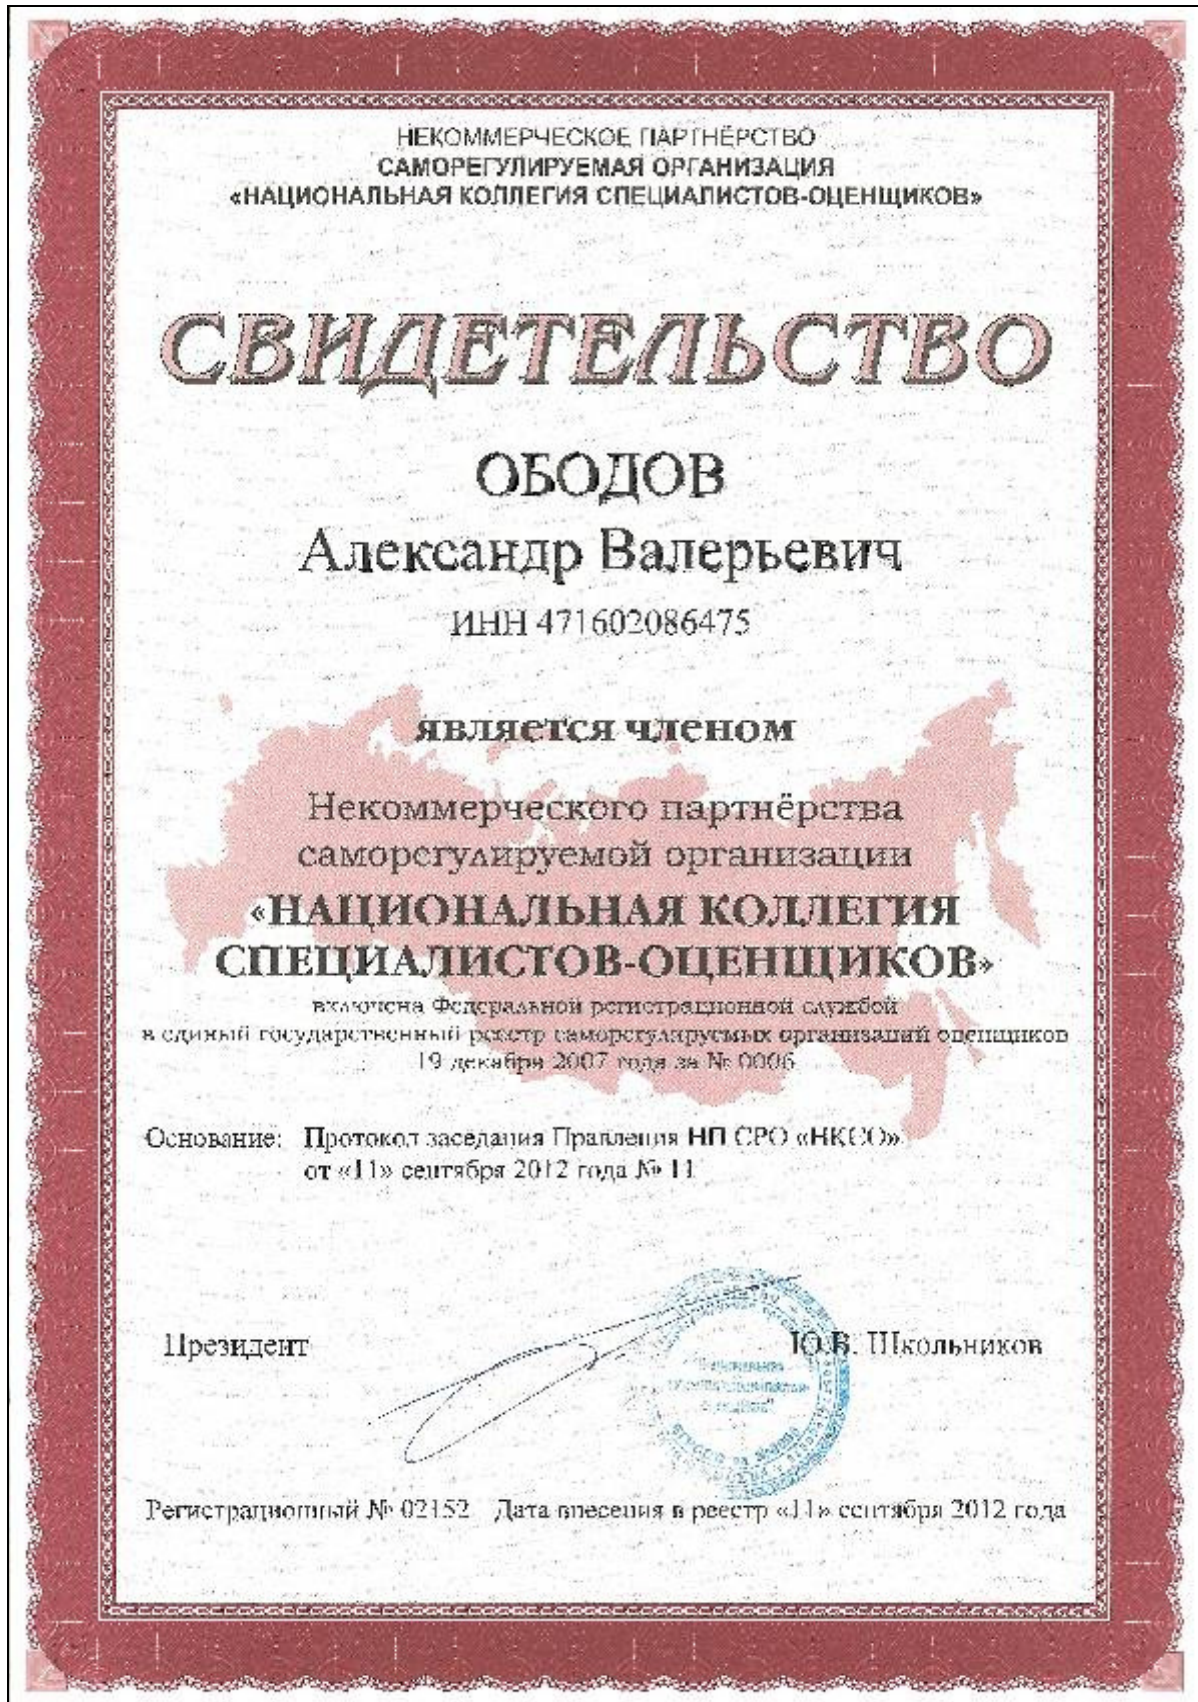 НЕКОММЕРЧЕСКОЕ ПАРТНЁРСТВО
САМОРЕГУЛИРУЕМАЯ ОРГАНИЗАЦИЯ
«НАЦИОНАЛЬНАЯ КОЛЛЕГИЯ СПЕЦИАЛИСТОВ-ОЦЕНЩИКОВ»
СВИДЕТЕЛЬСТВО
ОБОДОВ
Александр Валерьевич
ИНН 471602086475
является членом
Некоммерческого партнёрства
саморегулируемой организации
«НАЦИОНАЛЬНАЯ КОЛЛЕГИЯ
СПЕЦИАЛИСТОВ-ОЦЕНЩИКОВ»
включена Федеральной регистрационной службой
в единый государственный реестр саморегулируемых организаций оценщиков
19 декабря 2007 года за № 0006
Основание: Протокол заседания Правления НП СРО «НКСО»
от «11» сентября 2012 года № 11
Президент
Ю.В. Школьников
Регистрационный № 02152 Дата внесения в реестр «11» сентября 2012 года